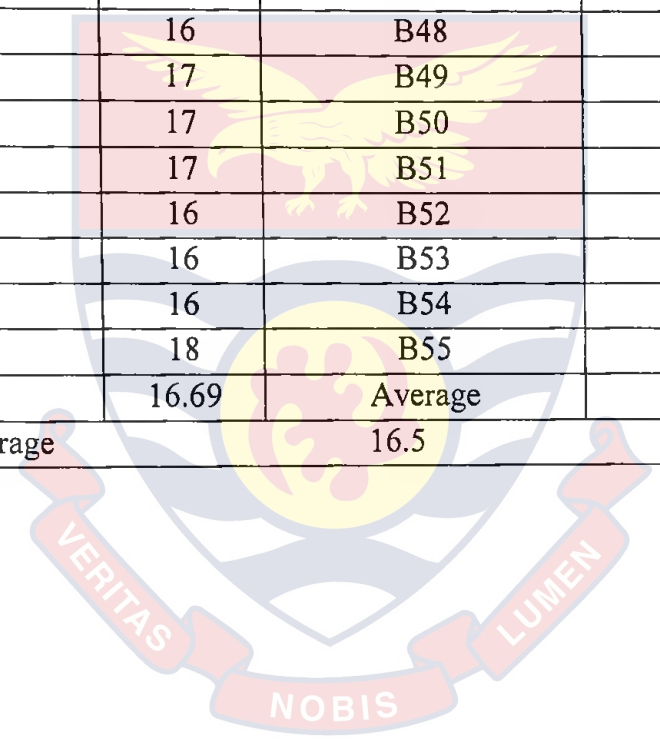 16 B48
17 B49
17 B50
17 B51
16 B52
16 B53
16 B54
18 B55
16.69 Average
rage 16.5
VERITAS
NOBIS
LUMEN